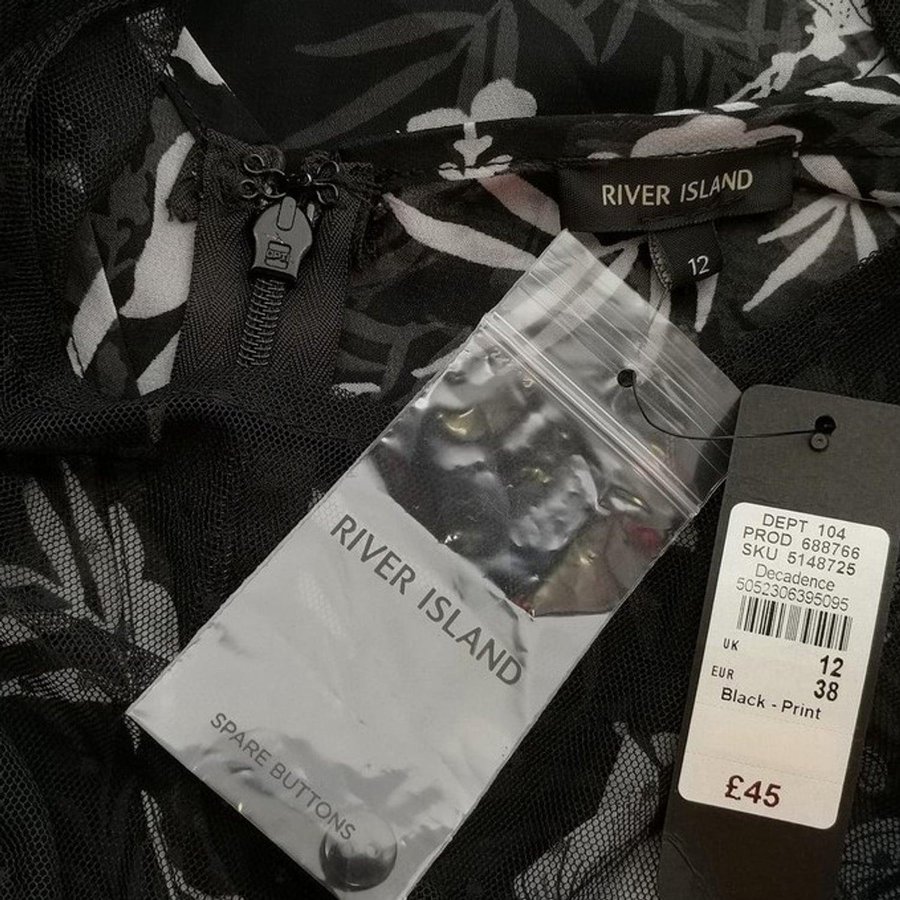 RIVER ISLAND
12
RIVER ISLAND
SPARE BUTTONS
DEPT 104
PROD 688766
SKU 5148725
Decadence
5052306395095
UK 12
EUR 38
Black - Print
£45